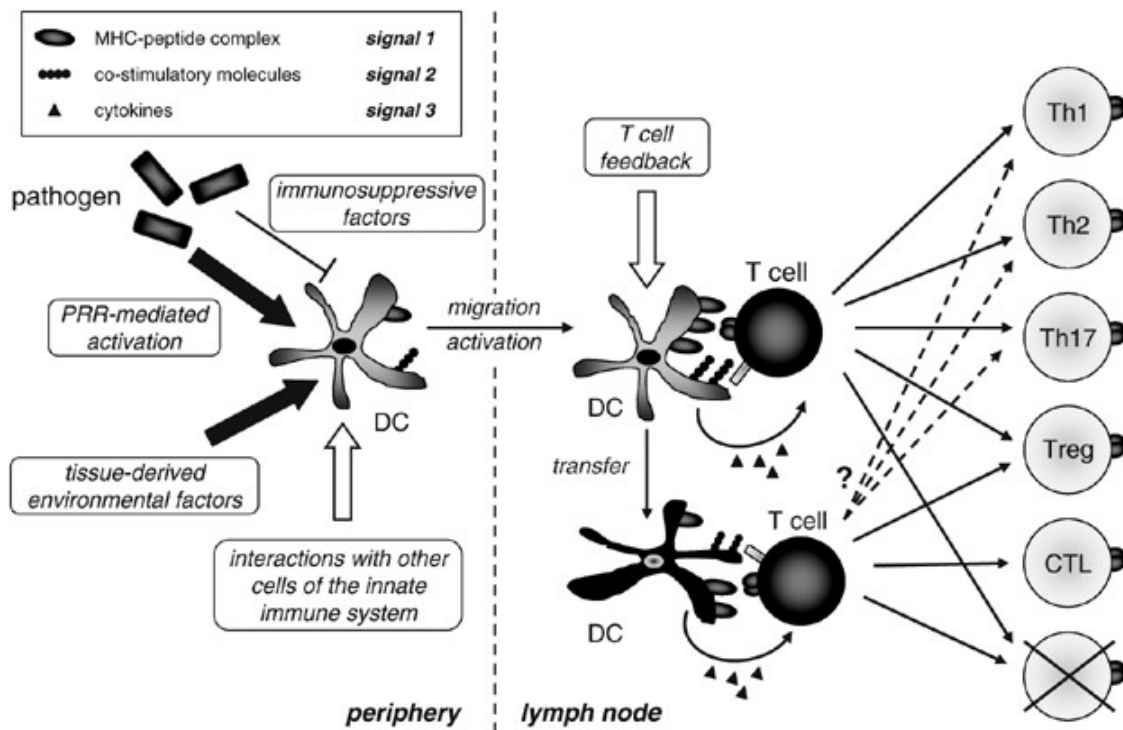 MHC-peptide complex signal 1
co-stimulatory molecules signal 2
cytokines signal 3
pathogen
immunosuppressive
factors
PRR-mediated
activation
DC
tissue-derived
environmental factors
interactions with other
cells of the innate
immune system
migration
activation
periphery
T cell
feedback
T cell
DC
transfer
T cell
DC
?
lymph node
Th1
Th2
Th17
Treg
CTL